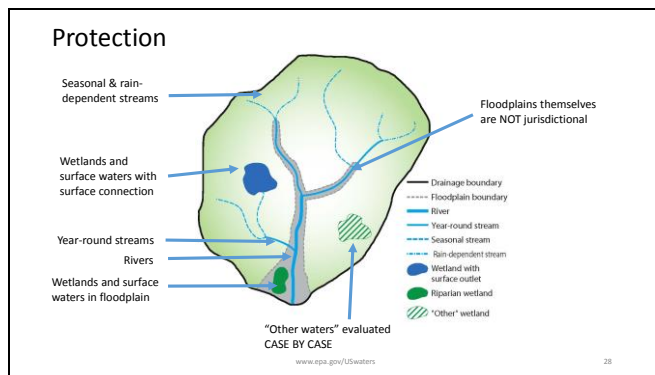 Protection
Seasonal & rain-
dependent streams
Floodplains themselves
are NOT jurisdictional
Wetlands and
surface waters with
surface connection
Year-round streams
Rivers
Wetlands and surface
waters in floodplain
"Other waters" evaluated
CASE BY CASE
Drainage boundary
Floodplain boundary
River
Year-round stream
Seasonal stream
Rain-dependent stream
Wetland with
surface outlet
Riparian wetland
"Other" wetland
www.epa.gov/USwaters
28